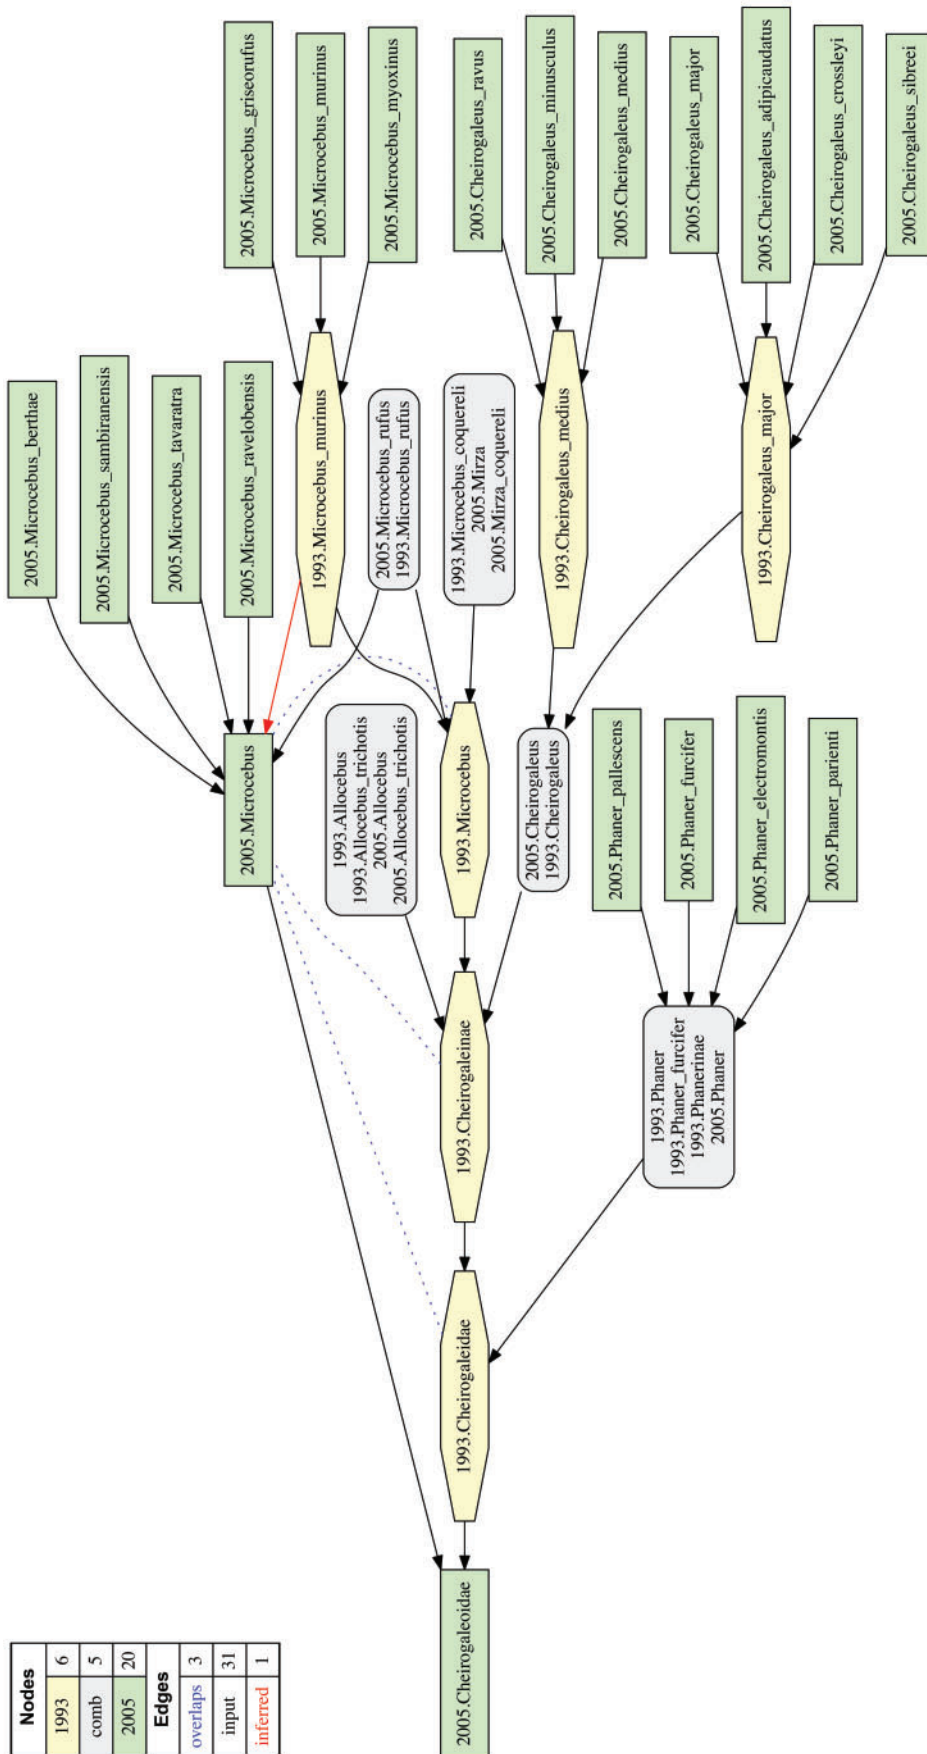 2005.Microcebus_berthae
2005.Microcebus_sambiranensis
2005.Microcebus_tavaratra
2005.Microcebus_ravelobensis
2005.Microcebus_griseorufus
2005.Microcebus_murinus
2005.Microcebus_myoxinus
2005.Cheirogaleus_ravus
2005.Cheirogaleus_minusculus
2005.Cheirogaleus_medius
2005.Cheirogaleus_major
2005.Cheirogaleus_adipicaudatus
2005.Cheirogaleus_crossleyi
2005.Cheirogaleus_sibreei
1993.Microcebus_murinus
2005.Microcebus_rufus
1993.Microcebus_rufus
1993.Microcebus_coquereli
2005.Mirza
2005.Mirza_coquereli
1993.Cheirogaleus_medius
1993.Cheirogaleus_major
2005.Microcebus
1993.Allocebus
1993.Allocebus_trichotis
2005.Allocebus
2005.Allocebus_trichotis
1993.Microcebus
2005.Cheirogaleus
1993.Cheirogaleus
2005.Phaner_pallescens
2005.Phaner_furcifer
2005.Phaner_electromontis
2005.Phaner_parienti
1993.Cheirogaleinae
1993.Phaner
1993.Phaner_furcifer
1993.Phanerinae
2005.Phaner
1993.Cheirogaleidae
2005.Cheirogaleoidae
Nodes
1993 6
comb 5
2005 20
Edges
overlaps 3
input 31
inferred 1